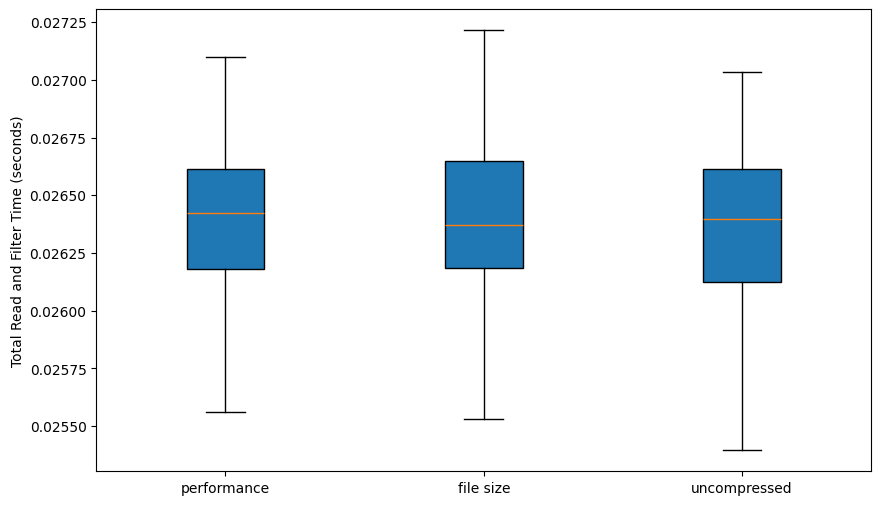 Total Read and Filter Time (seconds)
0.02725
0.02700
0.02675
0.02650
0.02625
0.02600
0.02575
0.02550
performance
file size
uncompressed